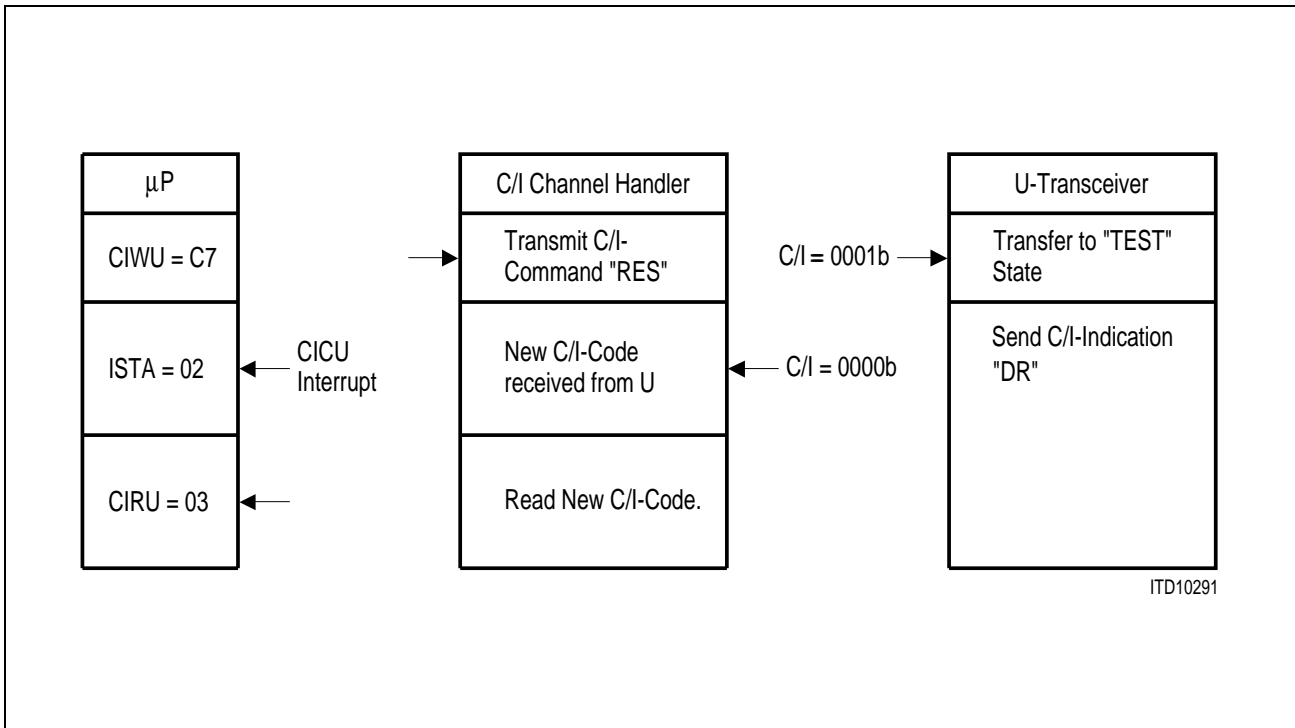 μP
CIWU = C7
ISTA = 02
CICU
Interrupt
CIRU = 03
C/I Channel Handler
Transmit C/I-
Command "RES"
New C/I-Code
received from U
Read New C/I-Code.
C/I = 0001b
C/I = 0000b
U-Transceiver
Transfer to "TEST"
State
Send C/I-Indication
"DR"
ITD10291